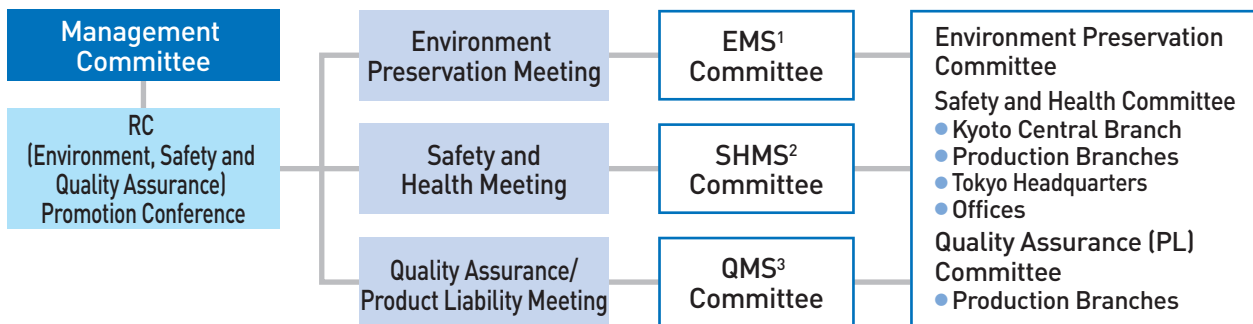 Management
Committee
RC
(Environment, Safety and
Quality Assurance)
Promotion Conference
Environment
Preservation Meeting
Safety and
Health Meeting
Quality Assurance/
Product Liability Meeting
EMS¹
Committee
SHMS²
Committee
QMS³
Committee
Environment Preservation
Committee
Safety and Health Committee
● Kyoto Central Branch
● Production Branches
● Tokyo Headquarters
● Offices
Quality Assurance (PL)
Committee
● Production Branches